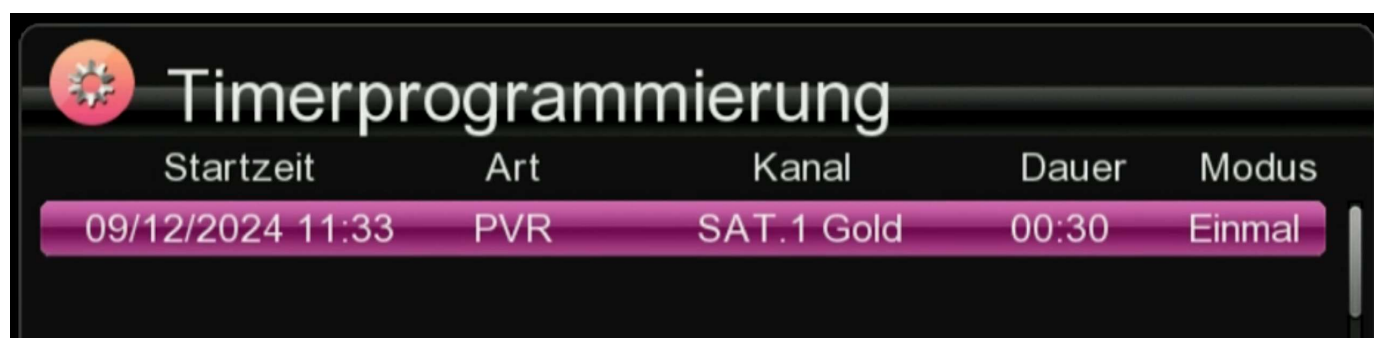 Timerprogrammierung
Startzeit Art Kanal Dauer Modus
09/12/2024 11:33 PVR SAT.1 Gold 00:30 Einmal